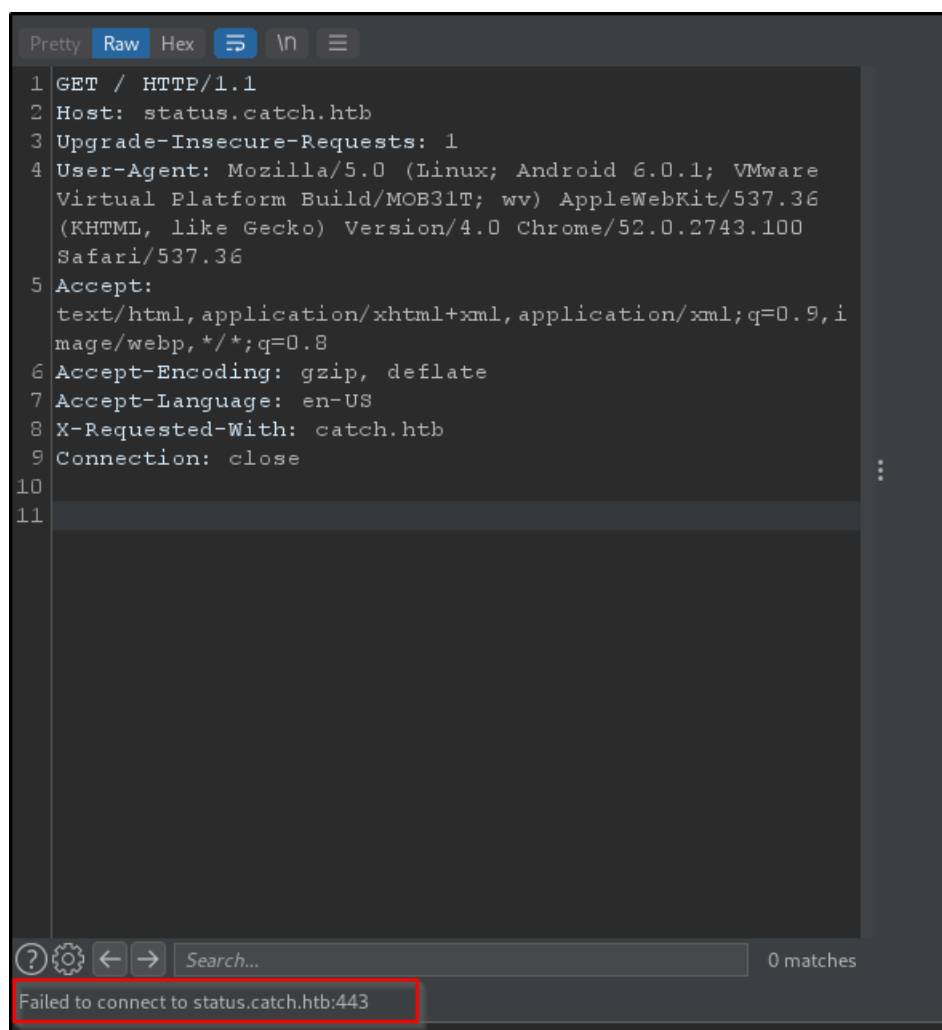 Pretty Raw Hex \n
1 GET / HTTP/1.1
2 Host: status.catch.htb
3 Upgrade-Insecure-Requests: 1
4 User-Agent: Mozilla/5.0 (Linux; Android 6.0.1; VMware
Virtual Platform Build/MOB31T; wv) AppleWebKit/537.36
(KHTML, like Gecko) Version/4.0 Chrome/52.0.2743.100
Safari/537.36
5 Accept:
text/html,application/xhtml+xml,application/xml;q=0.9,i
mage/webp,*/*;q=0.8
6 Accept-Encoding: gzip, deflate
7 Accept-Language: en-US
8 X-Requested-With: catch.htb
9 Connection: close
10
11
Search... 0 matches
Failed to connect to status.catch.htb:443